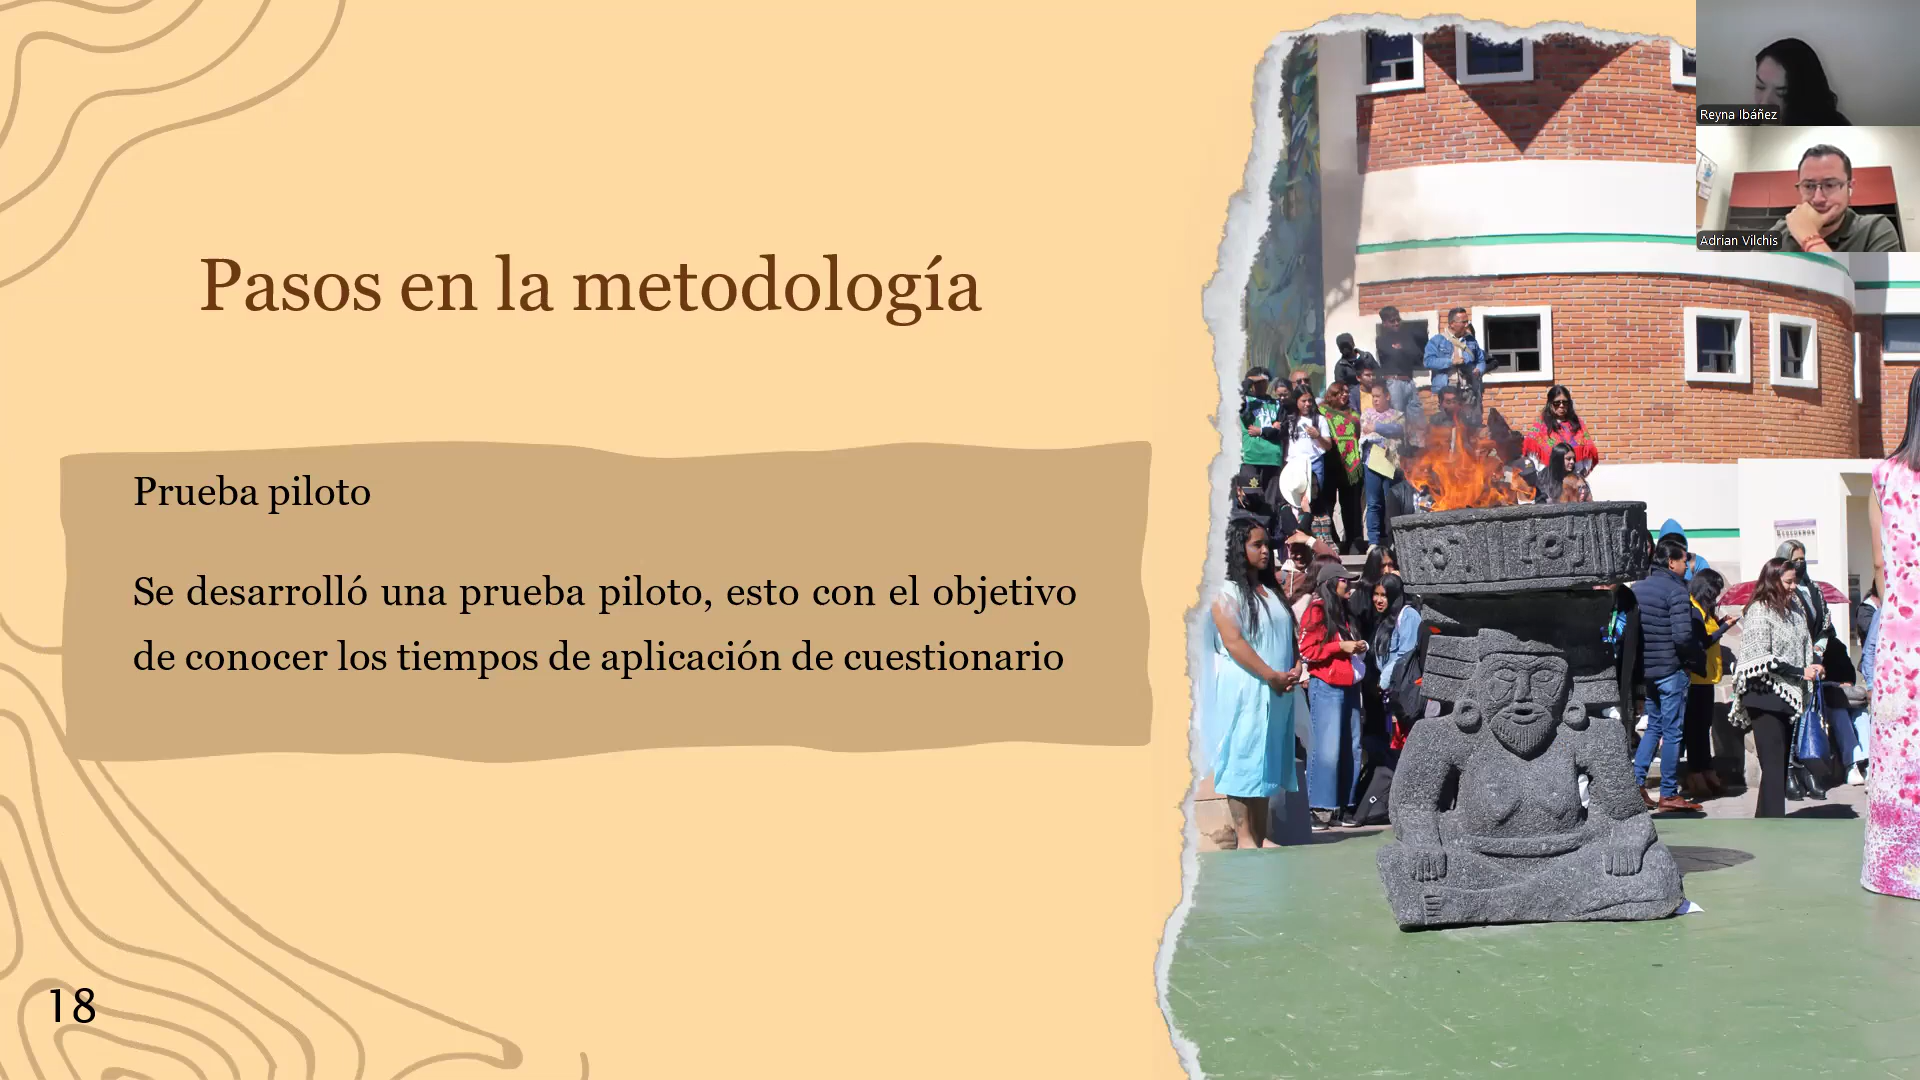 Pasos en la metodología
Prueba piloto
Se desarrolló una prueba piloto, esto con el objetivo
de conocer los tiempos de aplicación de cuestionario
18
Reyna Ibáñez
Adrian Vilchis